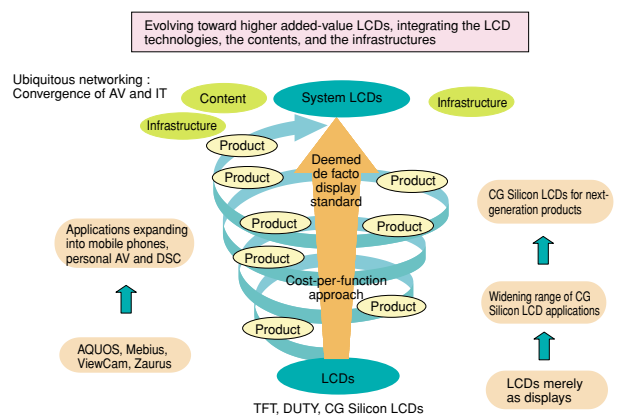 Evolving toward higher added-value LCDs, integrating the LCD
technologies, the contents, and the infrastructures
Ubiquitous networking :
Convergence of AV and IT
Content
System LCDs
Infrastructure
Infrastructure
Product
Deemed
de facto
display
standard
Product
Product
Product
Product
Product
Cost-per-function
approach
Product
Product
LCDs
TFT, DUTY, CG Silicon LCDs
Applications expanding
into mobile phones,
personal AV and DSC
AQUOS, Mebius,
ViewCam, Zaurus
CG Silicon LCDs for next-
generation products
Widening range of CG
Silicon LCD applications
LCDs merely
as displays